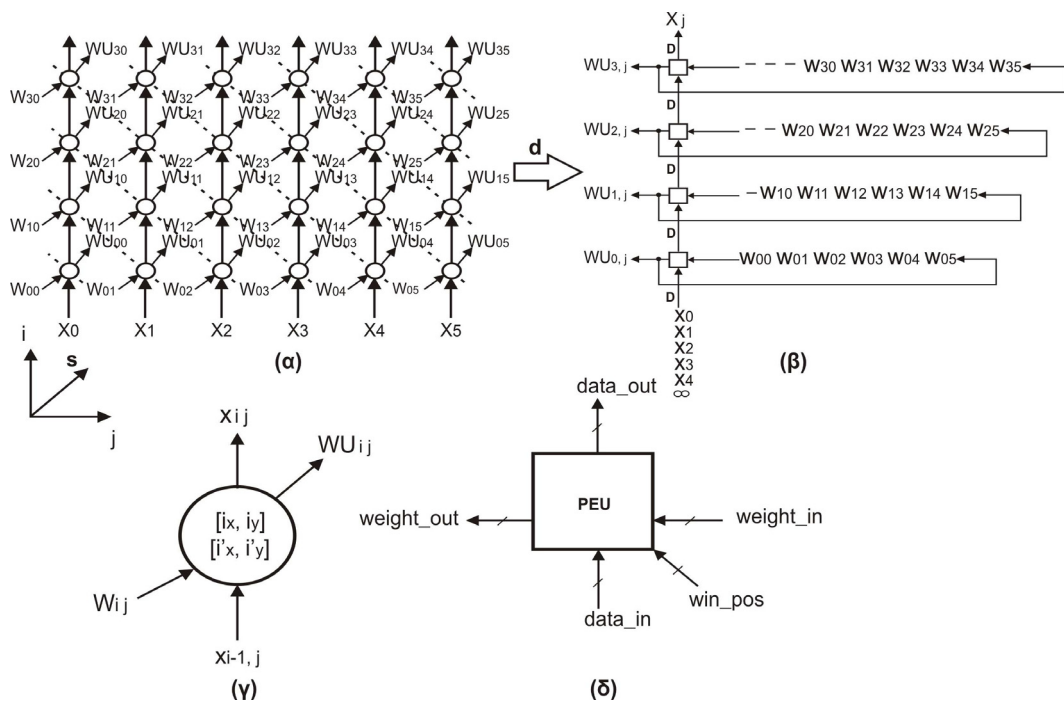 WU30 WU31 WU32 WU33 WU34 WU35
W30 W31 W32 W33 W34 W35
WU20 WU21 WU22 WU23 WU24 WU25
W20 W21 W22 W23 W24 W25
WU10 WU11 WU12 WU13 WU14 WU15
W10 W11 W12 W13 W14 W15
WU00 WU01 WU02 WU03 WU04 WU05
W00 W01 W02 W03 W04 W05
X0 X1 X2 X3 X4 X5
(α)
i
s
j
d
X j
D
WU3, j W30 W31 W32 W33 W34 W35
D
WU2, j W20 W21 W22 W23 W24 W25
D
WU1, j W10 W11 W12 W13 W14 W15
D
WU0, j W00 W01 W02 W03 W04 W05
D
X0
X1
X2
X3
X4
∞
(β)
xi j
WUi j
[ix, iy]
[i'x, i'y]
Wi j
xi-1, j
(γ)
data_out
PEU
weight_out
weight_in
win_pos
data_in
(δ)